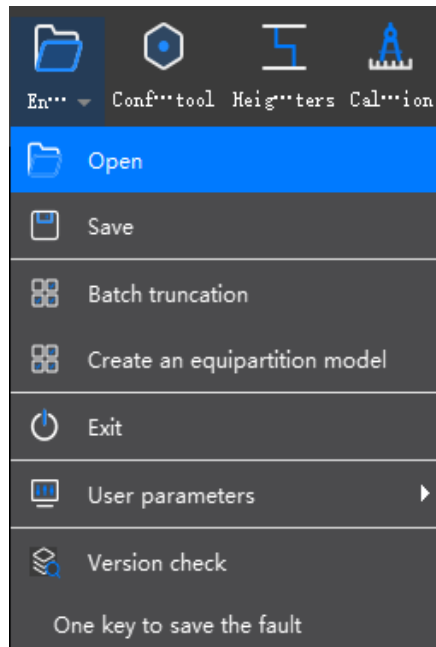 En··· Conf···tool Heig···ters Cal···ion
Open
Save
Batch truncation
Create an equipartition model
Exit
User parameters
Version check
One key to save the fault